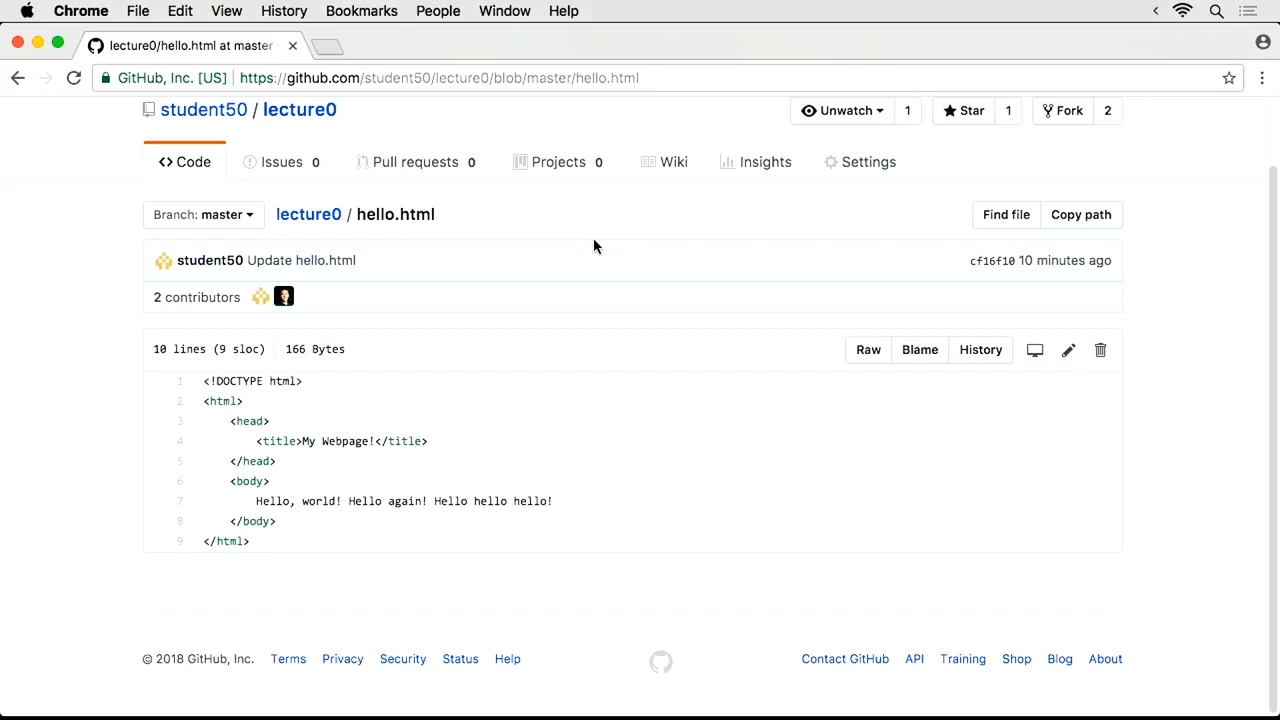 Chrome File Edit View History Bookmarks People Window Help
lecture0/hello.html at master
GitHub, Inc. [US] https://github.com/student50/lecture0/blob/master/hello.html
student50 / lecture0 Unwatch 1 Star 1 Fork 2
Code Issues 0 Pull requests 0 Projects 0 Wiki Insights Settings
Branch: master lecture0 / hello.html Find file Copy path
student50 Update hello.html cf16f10 10 minutes ago
2 contributors
10 lines (9 sloc) 166 Bytes Raw Blame History
1 <!DOCTYPE html>
2 <html>
3 <head>
4 <title>My Webpage!</title>
5 </head>
6 <body>
7 Hello, world! Hello again! Hello hello hello!
8 </body>
9 </html>
© 2018 GitHub, Inc. Terms Privacy Security Status Help Contact GitHub API Training Shop Blog About